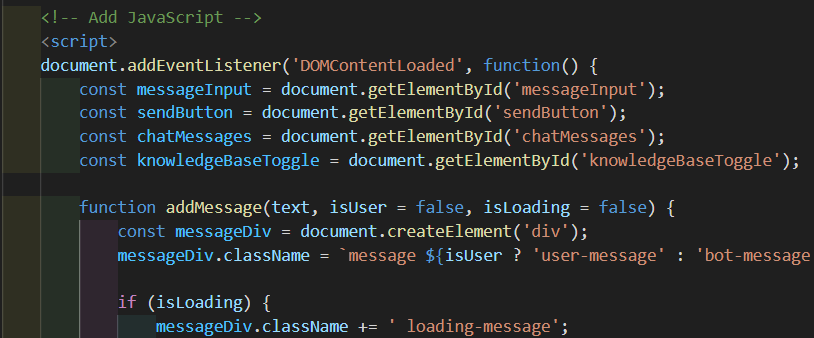 <!-- Add JavaScript -->
<script>
document.addEventListener('DOMContentLoaded', function() {
const messageInput = document.getElementById('messageInput');
const sendButton = document.getElementById('sendButton');
const chatMessages = document.getElementById('chatMessages');
const knowledgeBaseToggle = document.getElementById('knowledgeBaseToggle');
function addMessage(text, isUser = false, isLoading = false) {
const messageDiv = document.createElement('div');
messageDiv.className = `message ${isUser ? 'user-message' : 'bot-message
if (isLoading) {
messageDiv.className += ' loading-message';